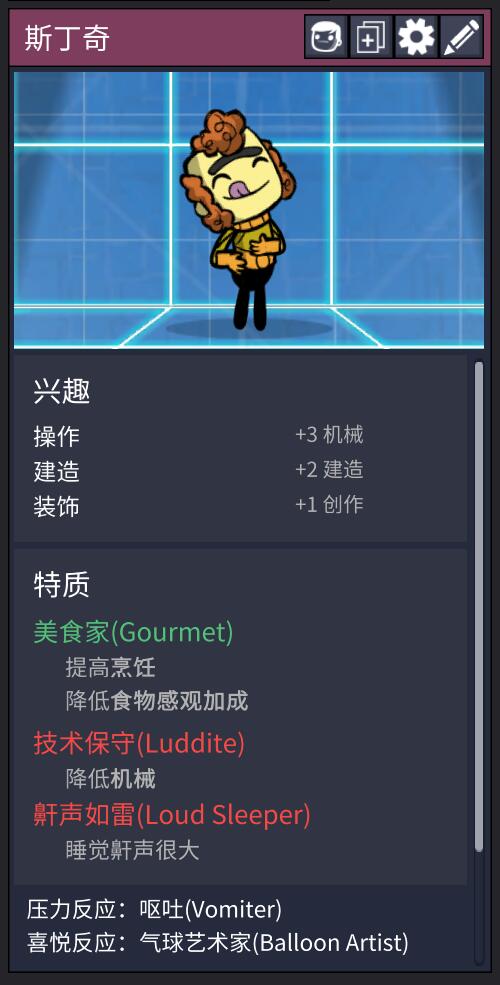 斯丁奇
兴趣
操作 +3 机械
建造 +2 建造
装饰 +1 创作
特质
美食家(Gourmet)
提高烹饪
降低食物感观加成
技术保守(Luddite)
降低机械
鼾声如雷(Loud Sleeper)
睡觉鼾声很大
压力反应：呕吐(Vomiter)
喜悦反应：气球艺术家(Balloon Artist)